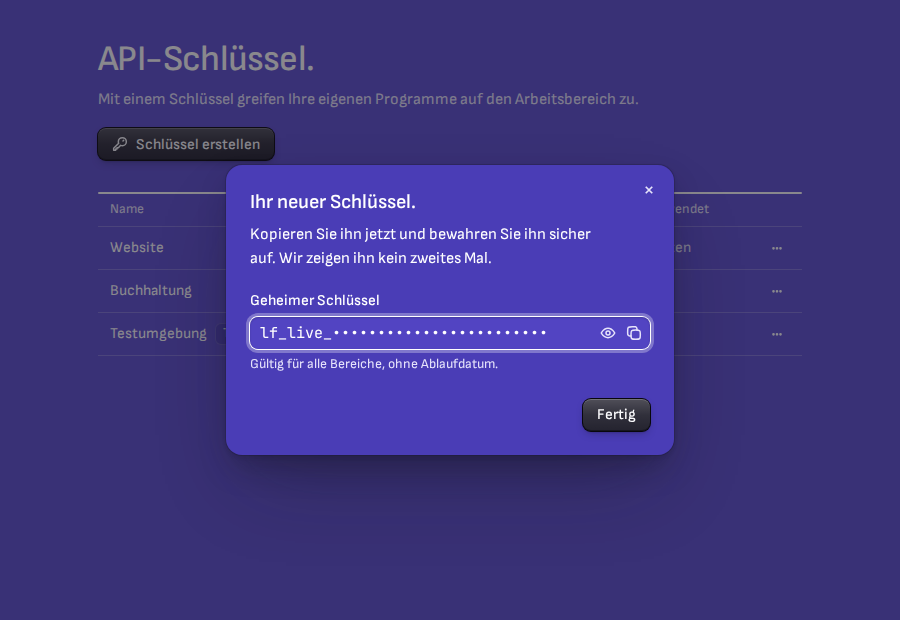 API-Schlüssel.
Mit einem Schlüssel greifen Ihre eigenen Programme auf den Arbeitsbereich zu.
Schlüssel erstellen
Name
Website
Buchhaltung
Testumgebung
Ihr neuer Schlüssel.
Kopieren Sie ihn jetzt und bewahren Sie ihn sicher
auf. Wir zeigen ihn kein zweites Mal.
Geheimer Schlüssel
lf_live_••••••••••••••••••••••••
Gültig für alle Bereiche, ohne Ablaufdatum.
Fertig